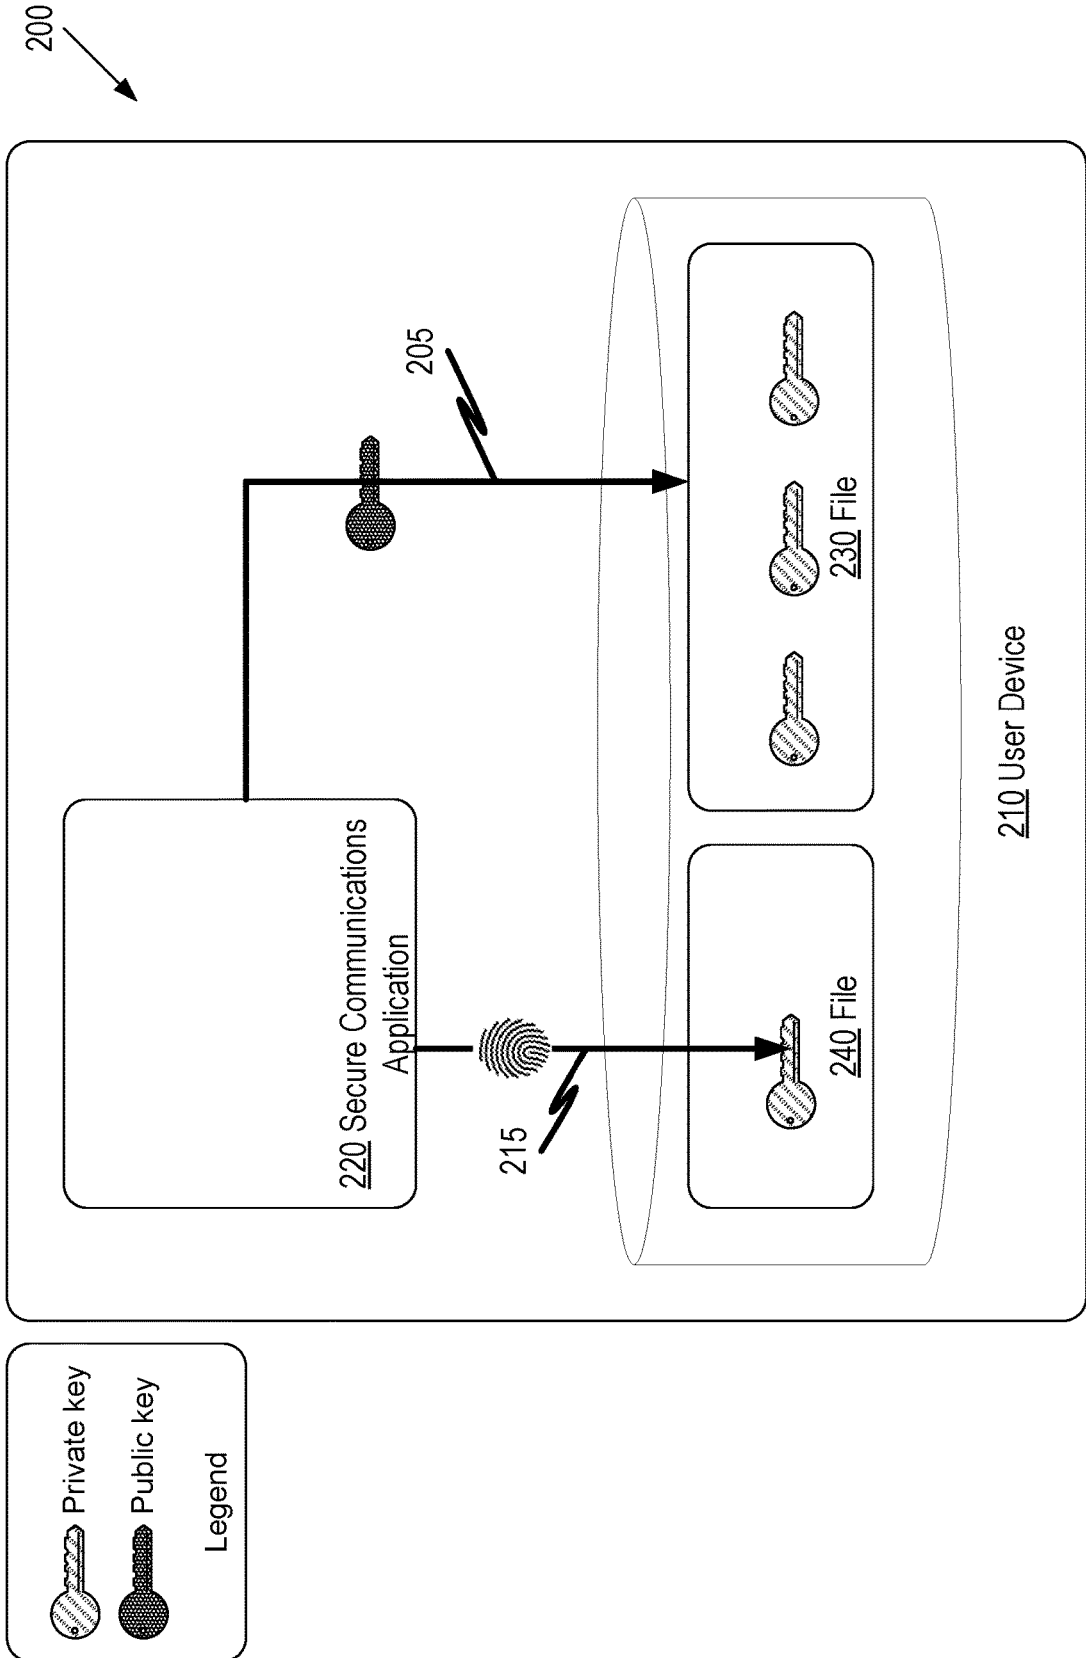 200
205
220 Secure Communications
Application
215
240 File
230 File
210 User Device
Private key
Public key
Legend